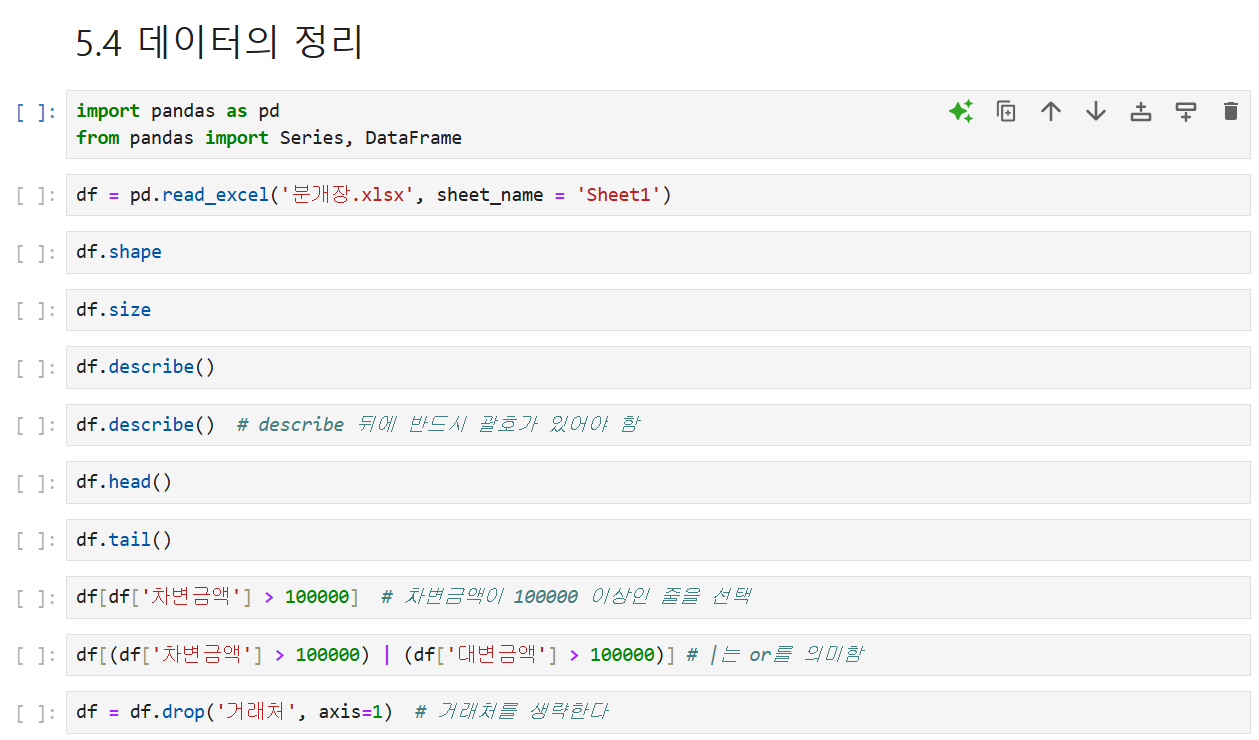 5.4 데이터의 정리
[ ]: import pandas as pd
from pandas import Series, DataFrame
[ ]: df = pd.read_excel('분개장.xlsx', sheet_name = 'Sheet1')
[ ]: df.shape
[ ]: df.size
[ ]: df.describe()
[ ]: df.describe()  # describe 뒤에 반드시 괄호가 있어야 함
[ ]: df.head()
[ ]: df.tail()
[ ]: df[df['차변금액'] > 100000]  # 차변금액이 100000 이상인 줄을 선택
[ ]: df[(df['차변금액'] > 100000) | (df['대변금액'] > 100000)] # |는 or를 의미함
[ ]: df = df.drop('거래처', axis=1)  # 거래처를 생략한다